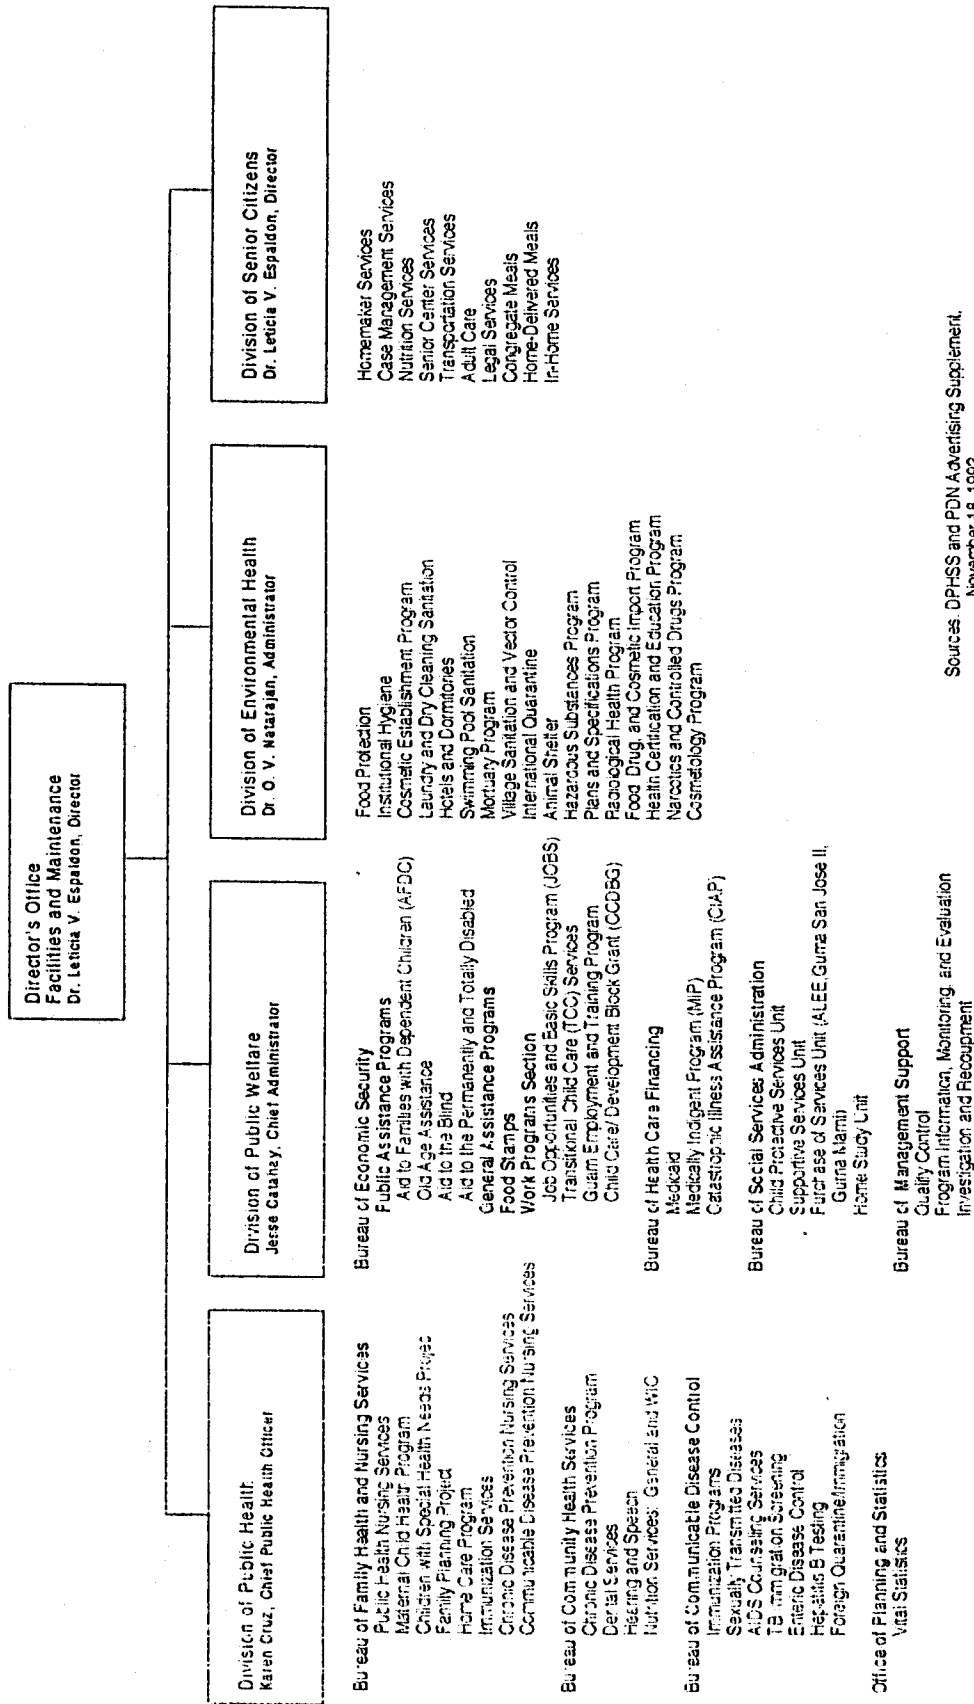 Director's Office
Facilities and Maintenance
Dr. Leticia V. Espaldon, Director
Division of Public Health
Karen Cruz, Chief Public Health Officer
Bureau of Family Health and Nursing Services
Public Health Nursing Services
Maternal Child Health Program
Children with Special Health Needs Projec
Family Planning Project
Home Care Program
Immunization Services
Chronic Disease Prevention Nursing Services
Communicable Disease Prevention Nursing Services
Bureau of Community Health Services
Chronic Disease Prevention Program
Dental Services
Hearing and Speech
Nutrition Services: General and WIC
Bureau of Communicable Disease Control
Immunization Programs
Sexually Transmitted Diseases
AIDS Counseling Services
TB Immigration Screening
Enteric Disease Control
Hepatitis B Testing
Foreign Quarantine/Immigration
Office of Planning and Statistics
Vital Statistics
Division of Public Welfare
Jesse Catahay, Chief Administrator
Bureau of Economic Security
Public Assistance Programs
Aid to Families with Dependent Children (AFDC)
Old Age Assistance
Aid to the Blind
Aid to the Permanently and Totally Disabled
General Assistance Programs
Food Stamps
Work Programs Section
Job Opportunities and Basic Skills Program (JOBS)
Transitional Child Care (TCC) Services
Guam Employment and Training Program
Child Care/ Development Block Grant (CCDBG)
Bureau of Health Care Financing
Medicaid
Medically Indigent Program (MIP)
Catastrophic Illness Assistance Program (CIAP)
Bureau of Social Services Administration
Child Protective Services Unit
Supportive Services Unit
Purchase of Services Unit (ALEE, Guma San Jose II,
Guma Mami)
Home Study Unit
Bureau of Management Support
Quality Control
Program Information, Monitoring, and Evaluation
Investigation and Recoupment
Division of Environmental Health
Dr. O. V. Natarajan, Administrator
Food Protection
Institutional Hygiene
Cosmetic Establishment Program
Laundry and Dry Cleaning Sanitation
Hotels and Dormitories
Swimming Pool Sanitation
Mortuary Program
Village Sanitation and Vector Control
International Quarantine
Animal Shelter
Hazardous Substances Program
Plans and Specifications Program
Radiological Health Program
Food, Drug, and Cosmetic Import Program
Health Certification and Education Program
Narcotics and Controlled Drugs Program
Cosmetology Program
Division of Senior Citizens
Dr. Leticia V. Espaldon, Director
Homemaker Services
Case Management Services
Nutrition Services
Senior Center Services
Transportation Services
Adult Care
Legal Services
Congregate Meals
Home-Delivered Meals
In-Home Services
Sources: DPHSS and PDN Advertising Supplement,
November 18, 1992